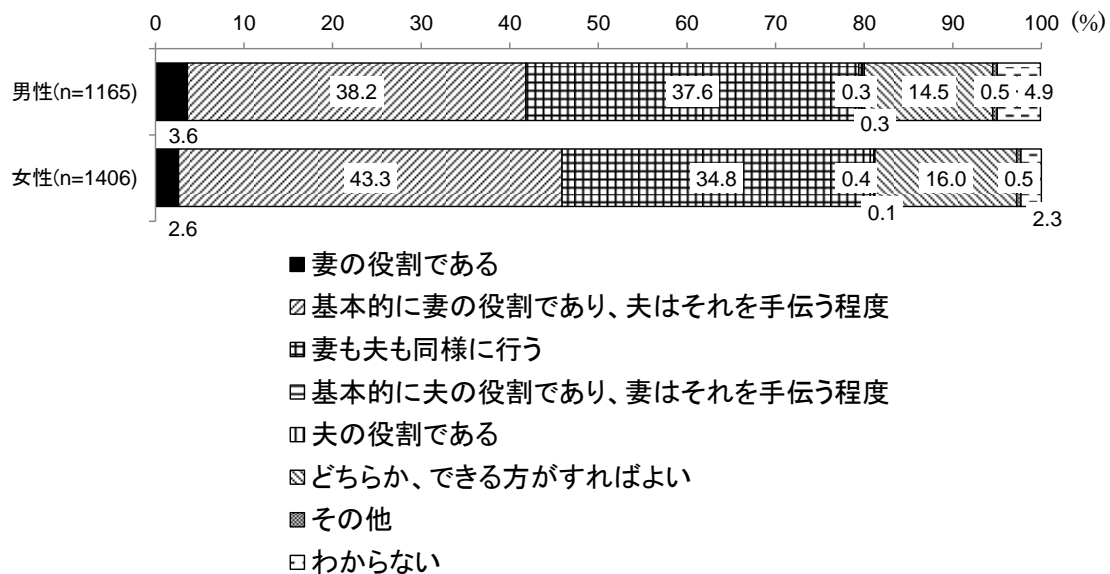 0 10 20 30 40 50 60 70 80 90 100 (%)
男性(n=1165) 38.2 37.6 0.3 14.5 0.5 4.9
3.6 0.3
女性(n=1406) 43.3 34.8 0.4 16.0 0.5
2.6 0.1 2.3
妻の役割である
基本的に妻の役割であり、夫はそれを手伝う程度
妻も夫も同様に行う
基本的に夫の役割であり、妻はそれを手伝う程度
夫の役割である
どちらか、できる方がすればよい
その他
わからない